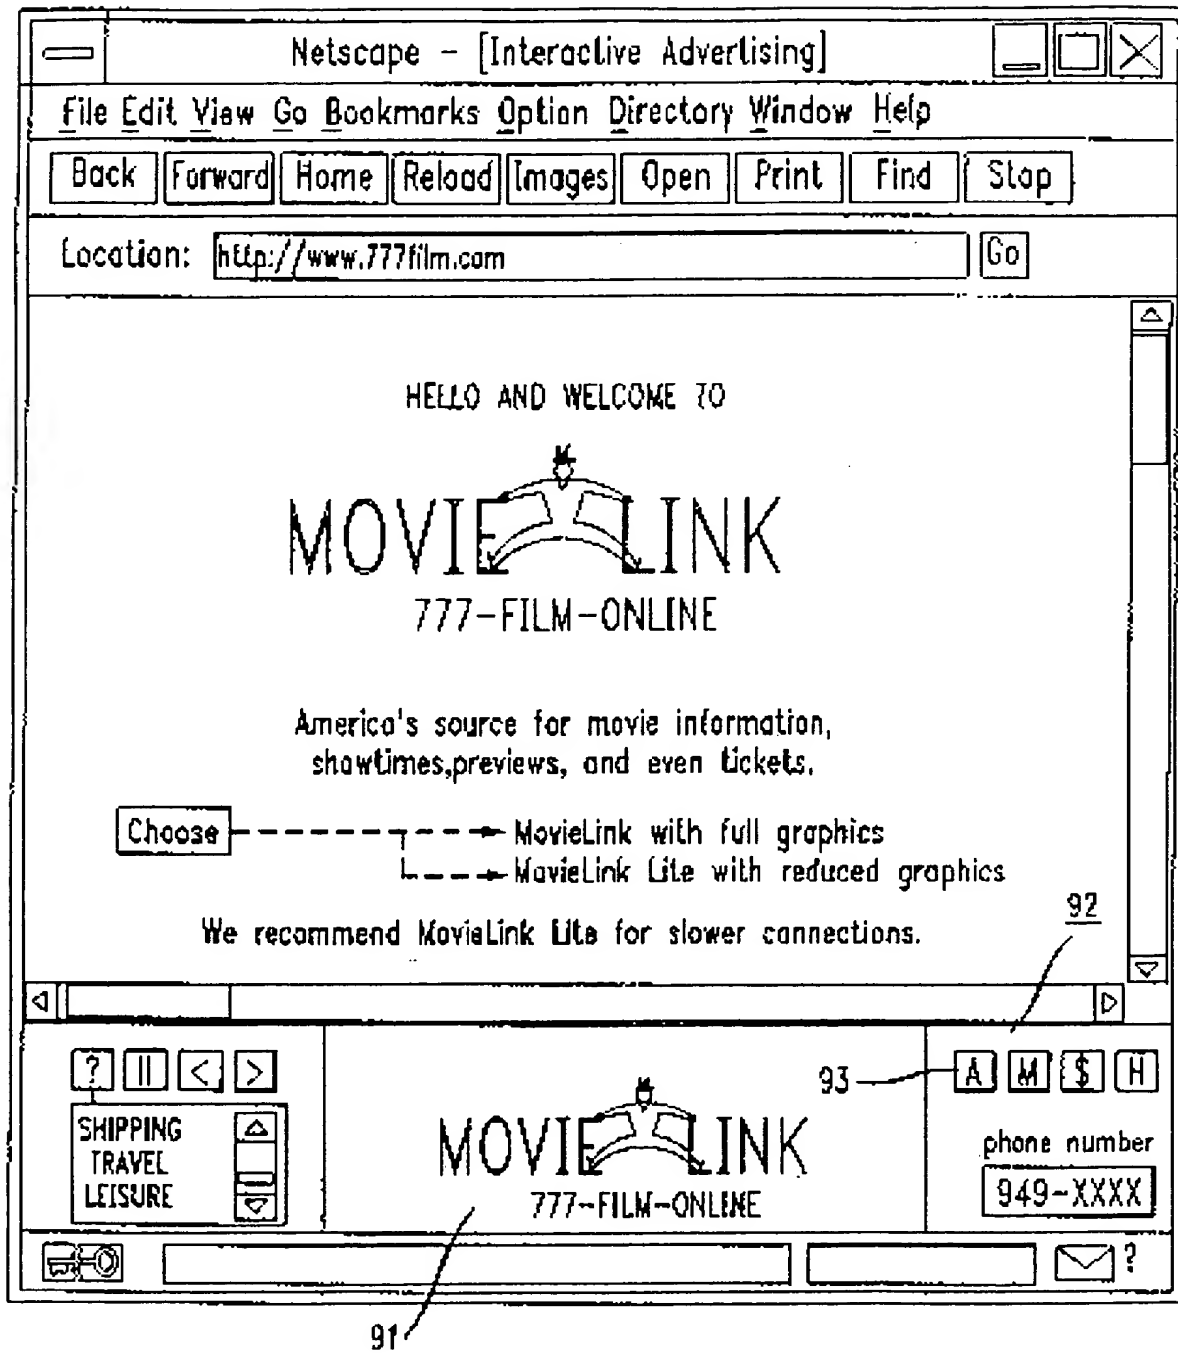 Netscape - [Interactive Advertising]
File Edit View Go Bookmarks Option Directory Window Help
Back Forward Home Reload Images Open Print Find Stop
Location: http://www.777film.com Go
HELLO AND WELCOME TO
ML
MOVIE LINK
777-FILM-ONLINE
America's source for movie information,
showtimes,previews, and even tickets.
Choose MovieLink with full graphics
MovieLink Lite with reduced graphics
We recommend MovieLink Lite for slower connections.
92
? || < >
93 A M $ H
SHIPPING
TRAVEL
LEISURE
MOVIE LINK
777-FILM-ONLINE
phone number
949-XXXX
?
91